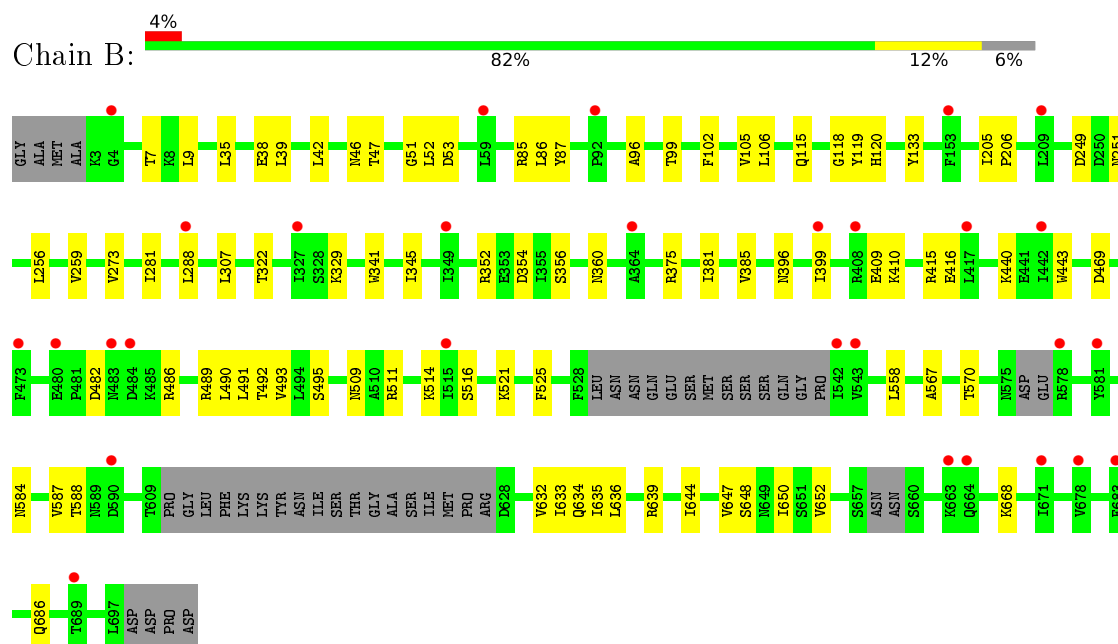 4%
Chain B:
82% 12% 6%
GLY ALA MET ALA K3 G4 T7 K8 L9 L35 E38 I39 L42 N46 T47 G51 L52 D53 L59 R85 L86 Y87 P92 A96 T99 F102 V105 L106 Q115 G118 Y119 H120 Y133 F153 I205 P206 L209 D249 D250 N251
L256 V259 V273 I281 L288 L307 T322 I327 S328 K329 W341 I345 I349 R352 E353 D354 I355 S356 N360 A364 R375 I381 V385 N396 I399 R408 E409 K410 R415 E416 L417 K440 E441 I442 W443 D469
F473 E480 P481 D482 N483 D484 K485 R486 R489 L490 L491 T492 V493 L494 S495 N509 A510 R511 K514 I515 S516 K521 F525 F528 LEU ASN ASN GLN GLU SER MET SER SER SER GLN GLY PRO I542 V543 L558 A567 T570 N575 ASP GLU R578 Y581
N584 V587 T588 N589 D590 T609 PRO GLY LEU PHE LYS LYS TYR ASN ILE SER THR GLY ALA SER ILE MET PRO ARG D628 V632 I633 Q634 I635 L636 R639 I644 V647 S648 N649 I650 S651 V652 S657 ASN ASN S660 K663 Q664 K668 I671 V678
Q686 T689 L697 ASP ASP PRO ASP